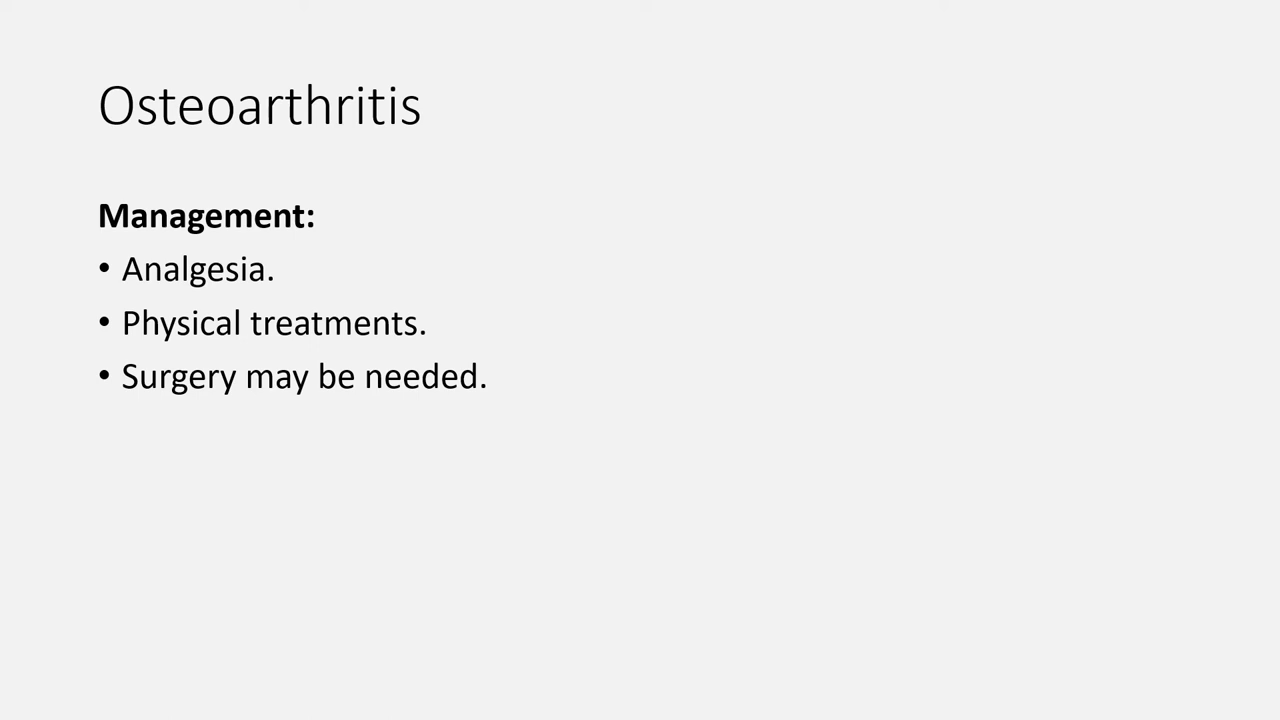 Osteoarthritis
Management:
• Analgesia.
• Physical treatments.
• Surgery may be needed.